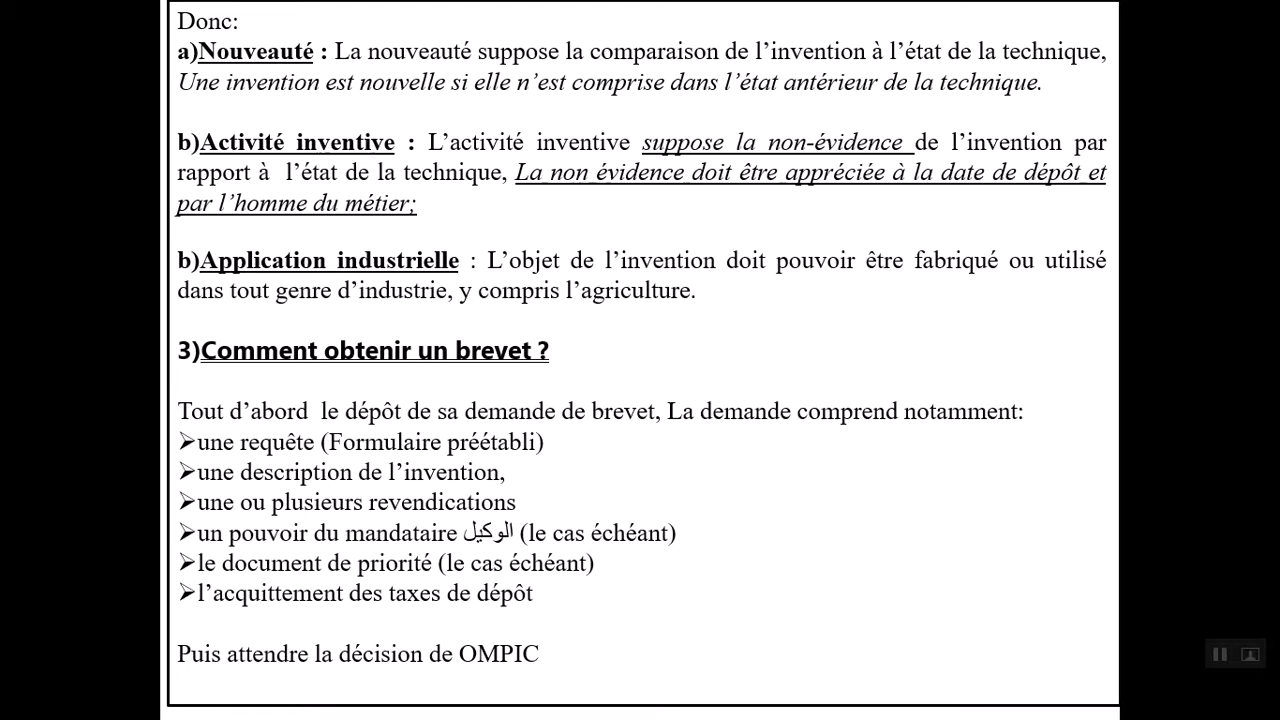 Donc:
a)Nouveauté : La nouveauté suppose la comparaison de l’invention à l’état de la technique,
Une invention est nouvelle si elle n’est comprise dans l’état antérieur de la technique.
b)Activité inventive : L’activité inventive suppose la non-évidence de l’invention par
rapport à l’état de la technique, La non évidence doit être appréciée à la date de dépôt et
par l’homme du métier;
b)Application industrielle : L’objet de l’invention doit pouvoir être fabriqué ou utilisé
dans tout genre d’industrie, y compris l’agriculture.
3)Comment obtenir un brevet ?
Tout d’abord le dépôt de sa demande de brevet, La demande comprend notamment:
➢une requête (Formulaire préétabli)
➢une description de l’invention,
➢une ou plusieurs revendications
➢un pouvoir du mandataire الوكيل (le cas échéant)
➢le document de priorité (le cas échéant)
➢l’acquittement des taxes de dépôt
Puis attendre la décision de OMPIC